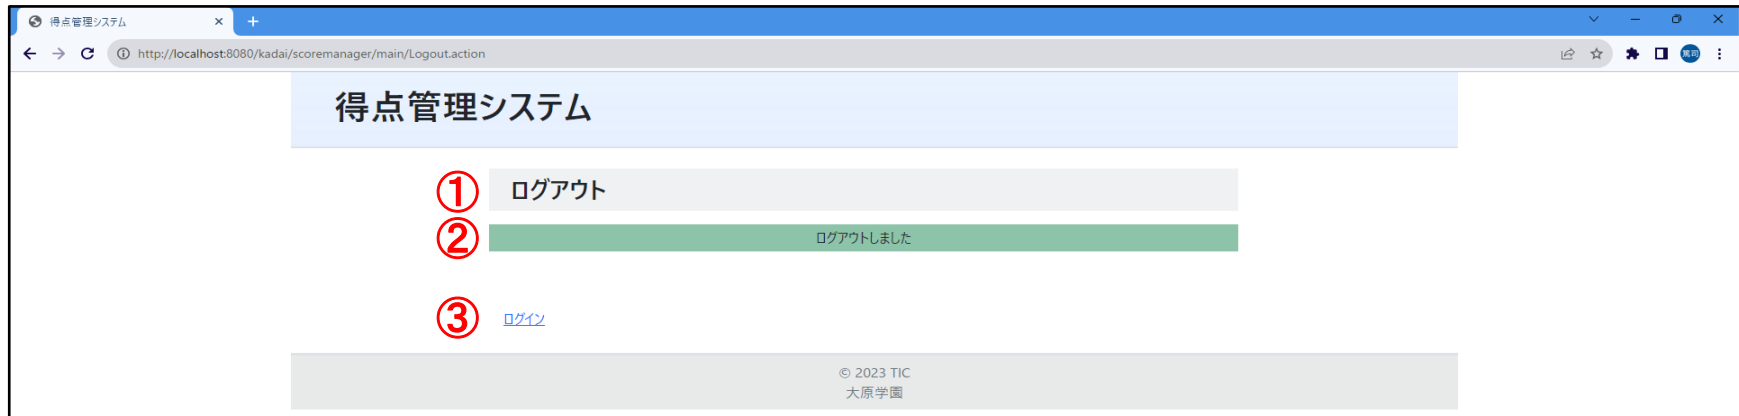 得点管理システム
http://localhost:8080/kadai/scoremanager/main/Logout.action
篤司
得点管理システム
① ログアウト
② ログアウトしました
③ ログイン
© 2023 TIC
大原学園